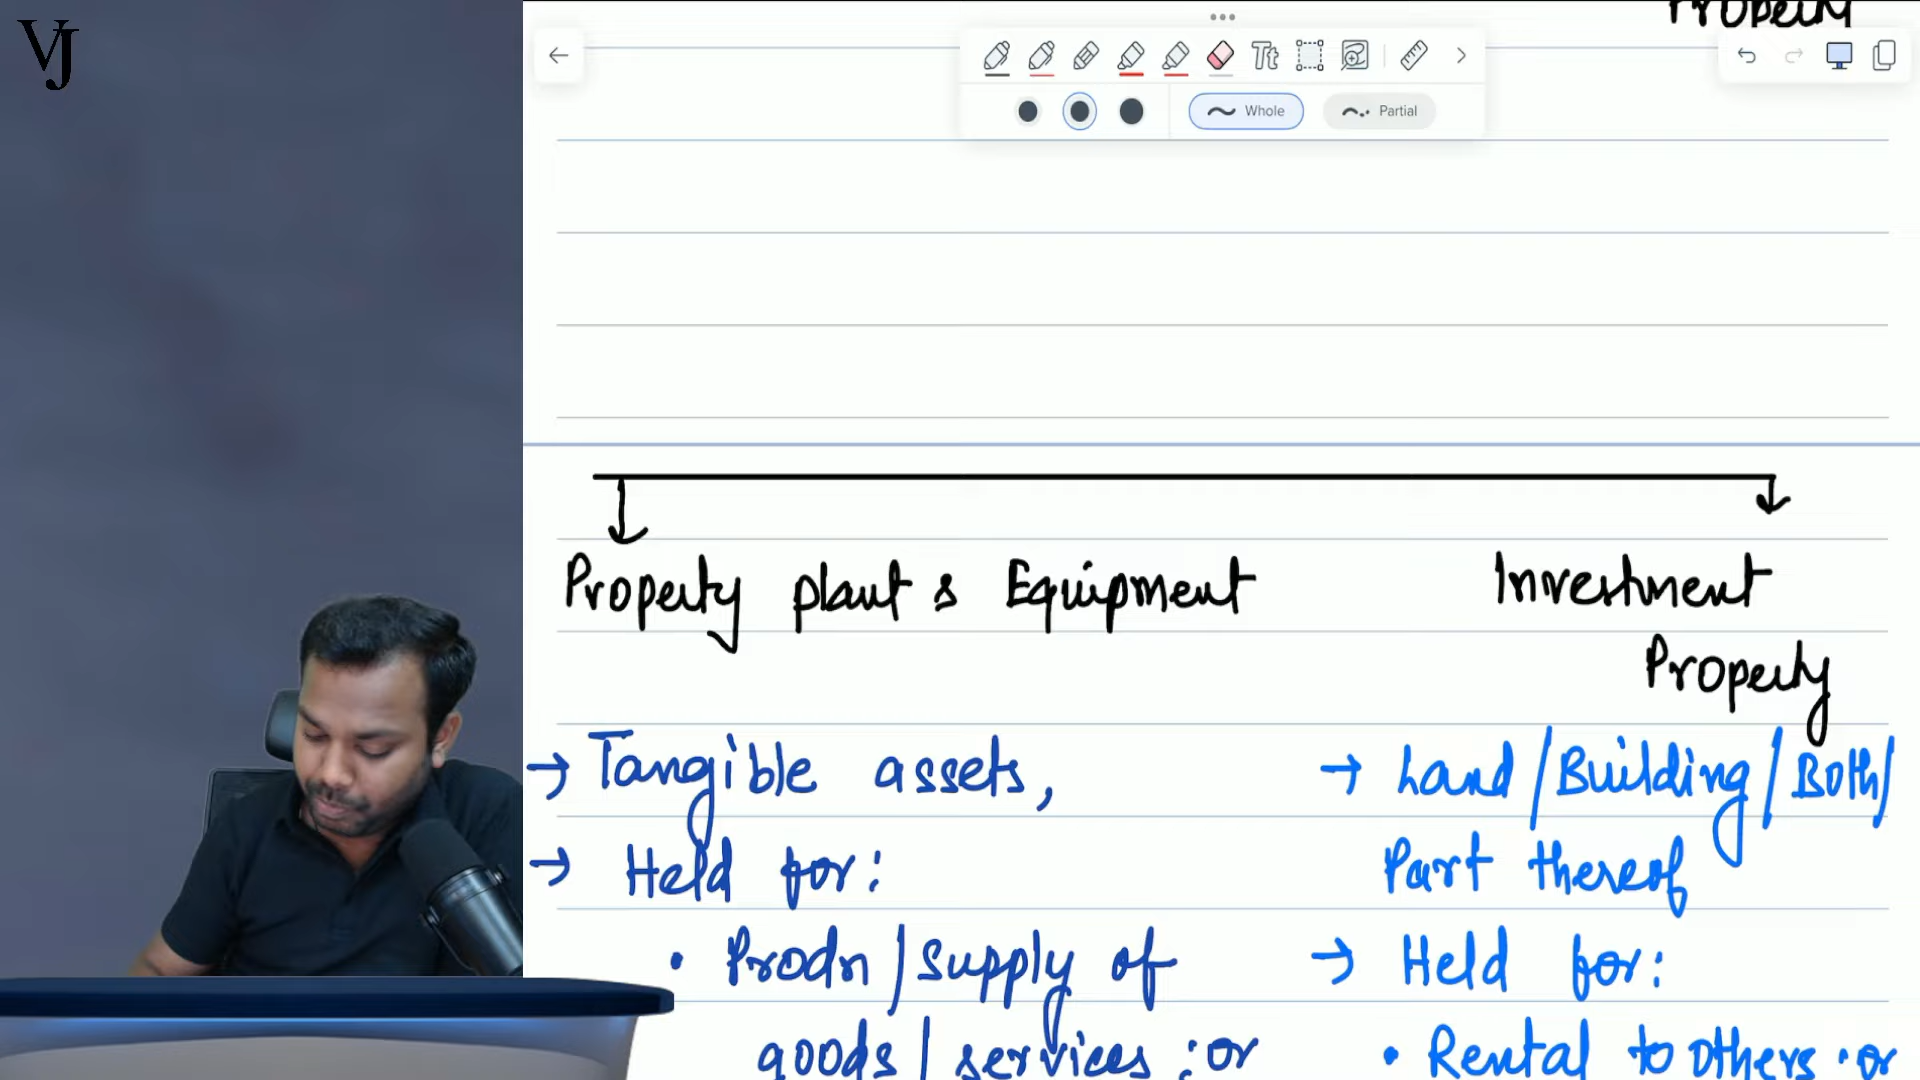 VJ
Property
Whole
Partial
Property plant & Equipment
Investment
Property
→ Tangible assets,
→ Land/Building/Both/
→ Held for:
Part thereof
• Prodn/supply of
→ Held for:
goods/services ; or
• Rental to others; or